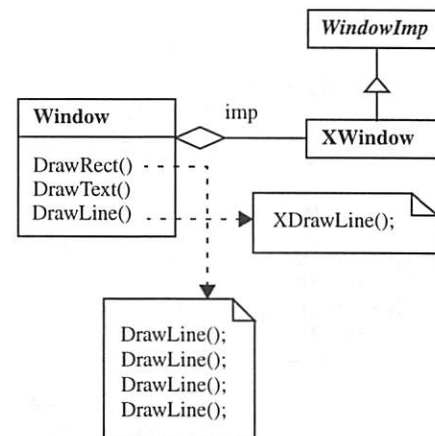 WindowImp
imp
Window
XWindow
DrawRect()
DrawText()
DrawLine()
XDrawLine();
DrawLine();
DrawLine();
DrawLine();
DrawLine();